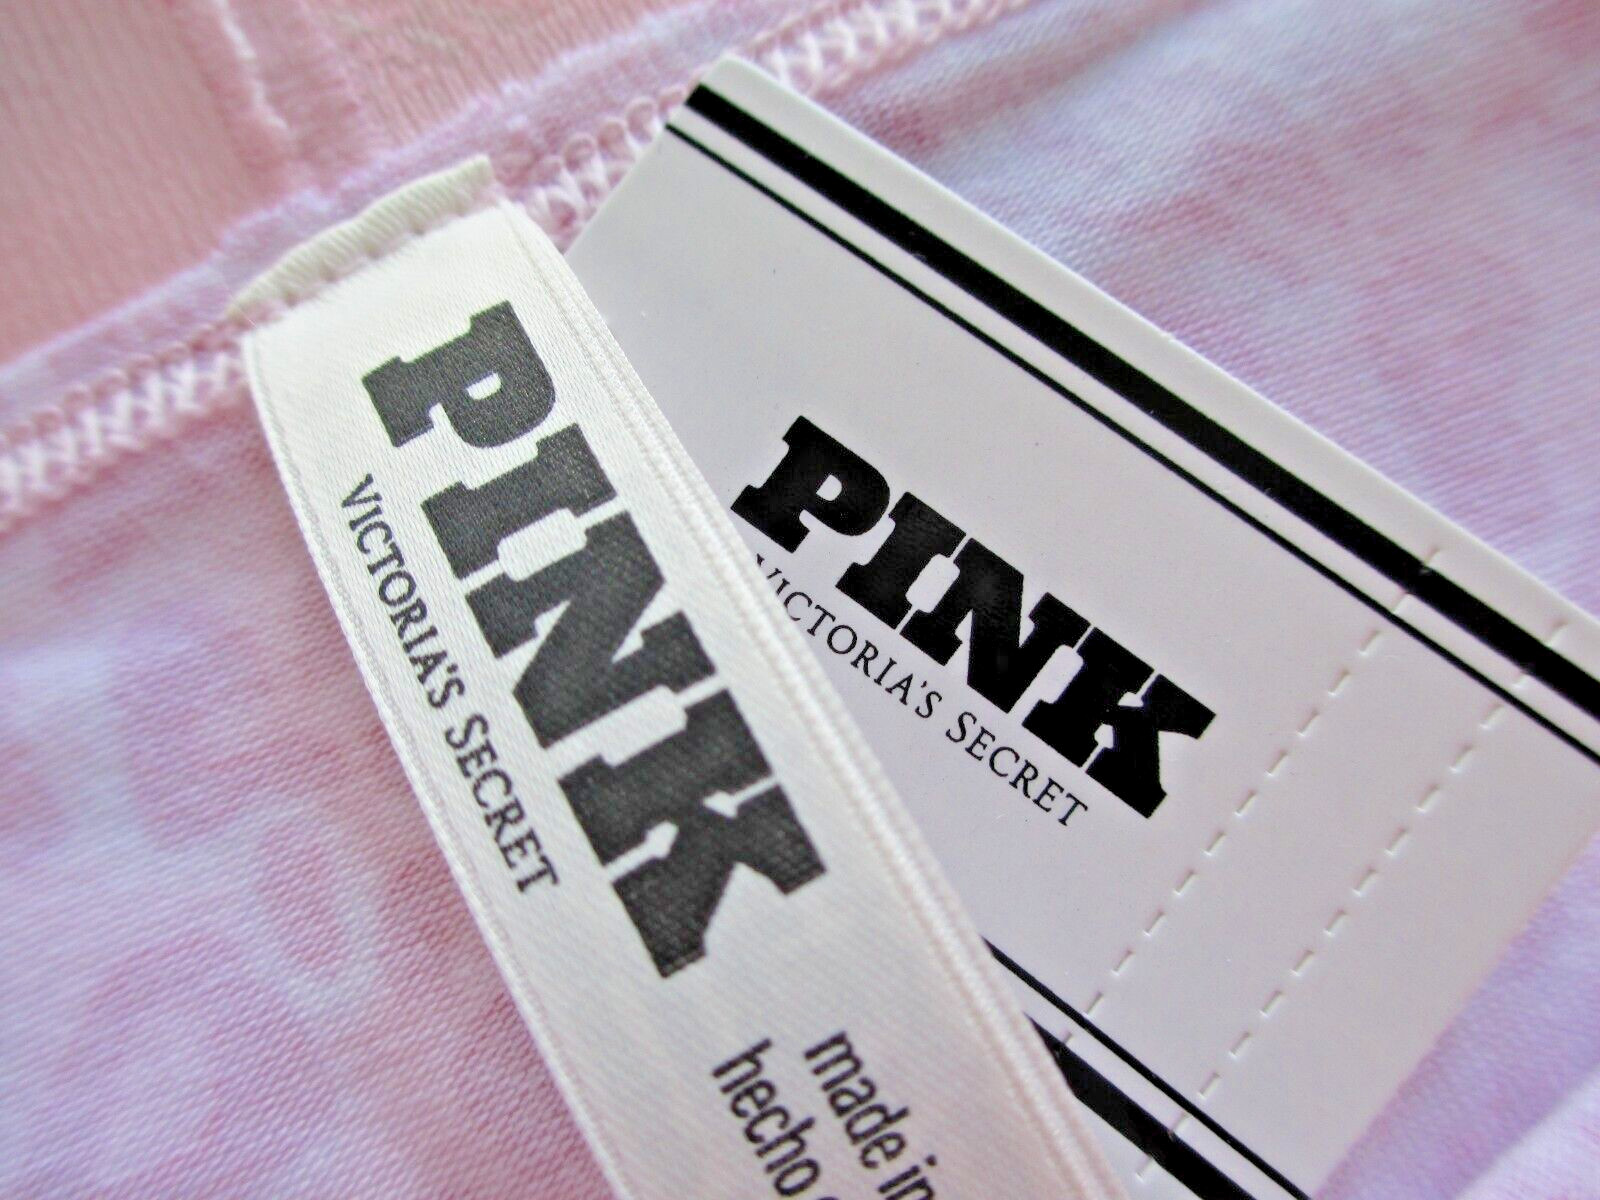 PINK
VICTORIA'S SECRET
made in
hecho
PINK
VICTORIA'S SECRET